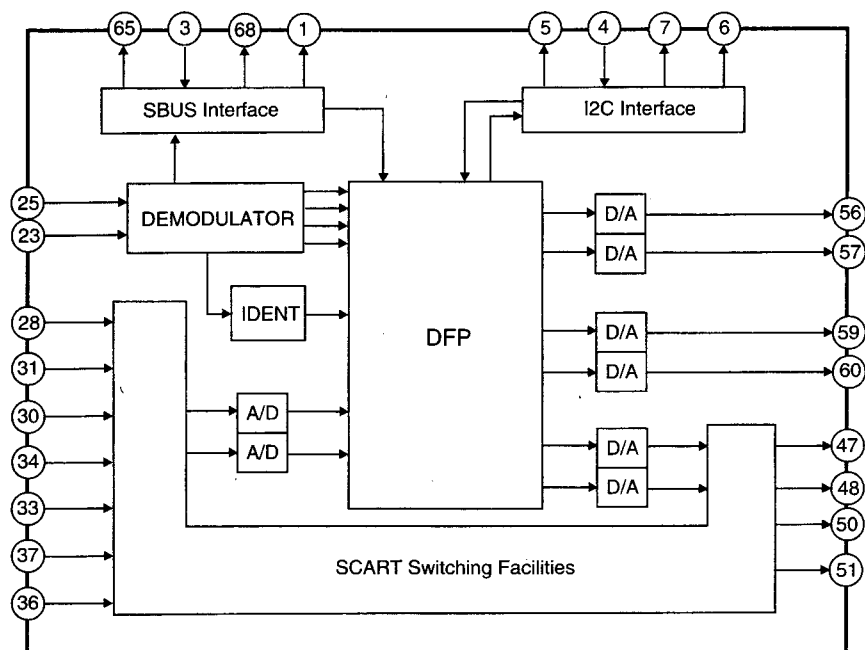 65 3 68 1 5 4 7 6
SBUS Interface
I2C Interface
25
DEMODULATOR
23
D/A
56
D/A
57
28
IDENT
DFP
D/A
59
31
D/A
60
30
A/D
34
A/D
D/A
47
D/A
48
33
50
37
SCART Switching Facilities
51
36